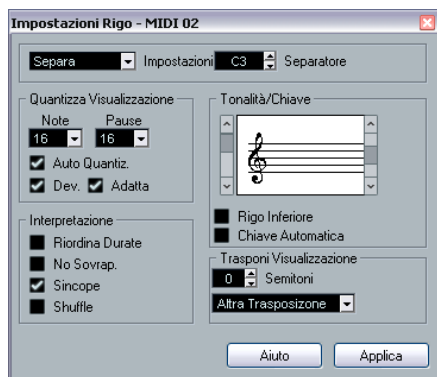 Impostazioni Rigo - MIDI 02
Separa Impostazioni C3 Separatore
Quantizza Visualizzazione
Note Pause
16 16
Auto Quantiz.
Dev. Adatta
Interpretazione
Riordina Durate
No Sovrap.
Sincope
Shuffle
Tonalità/Chiave
Rigo Inferiore
Chiave Automatica
Trasponi Visualizzazione
0 Semitoni
Altra Trasposizone
Aiuto Applica